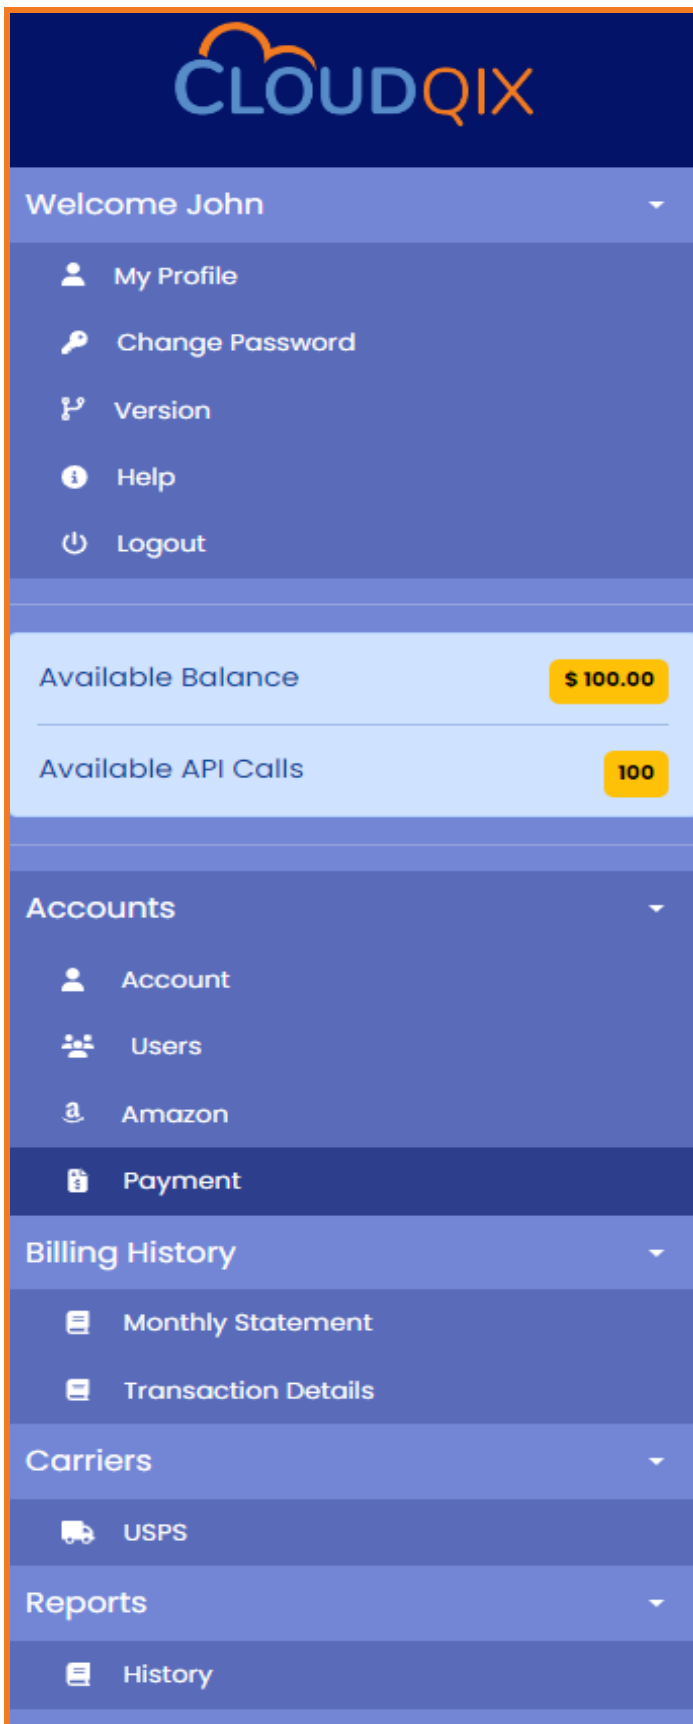 CLOUDQIX
Welcome John
My Profile
Change Password
Version
Help
Logout
Available Balance $ 100.00
Available API Calls 100
Accounts
Account
Users
Amazon
Payment
Billing History
Monthly Statement
Transaction Details
Carriers
USPS
Reports
History